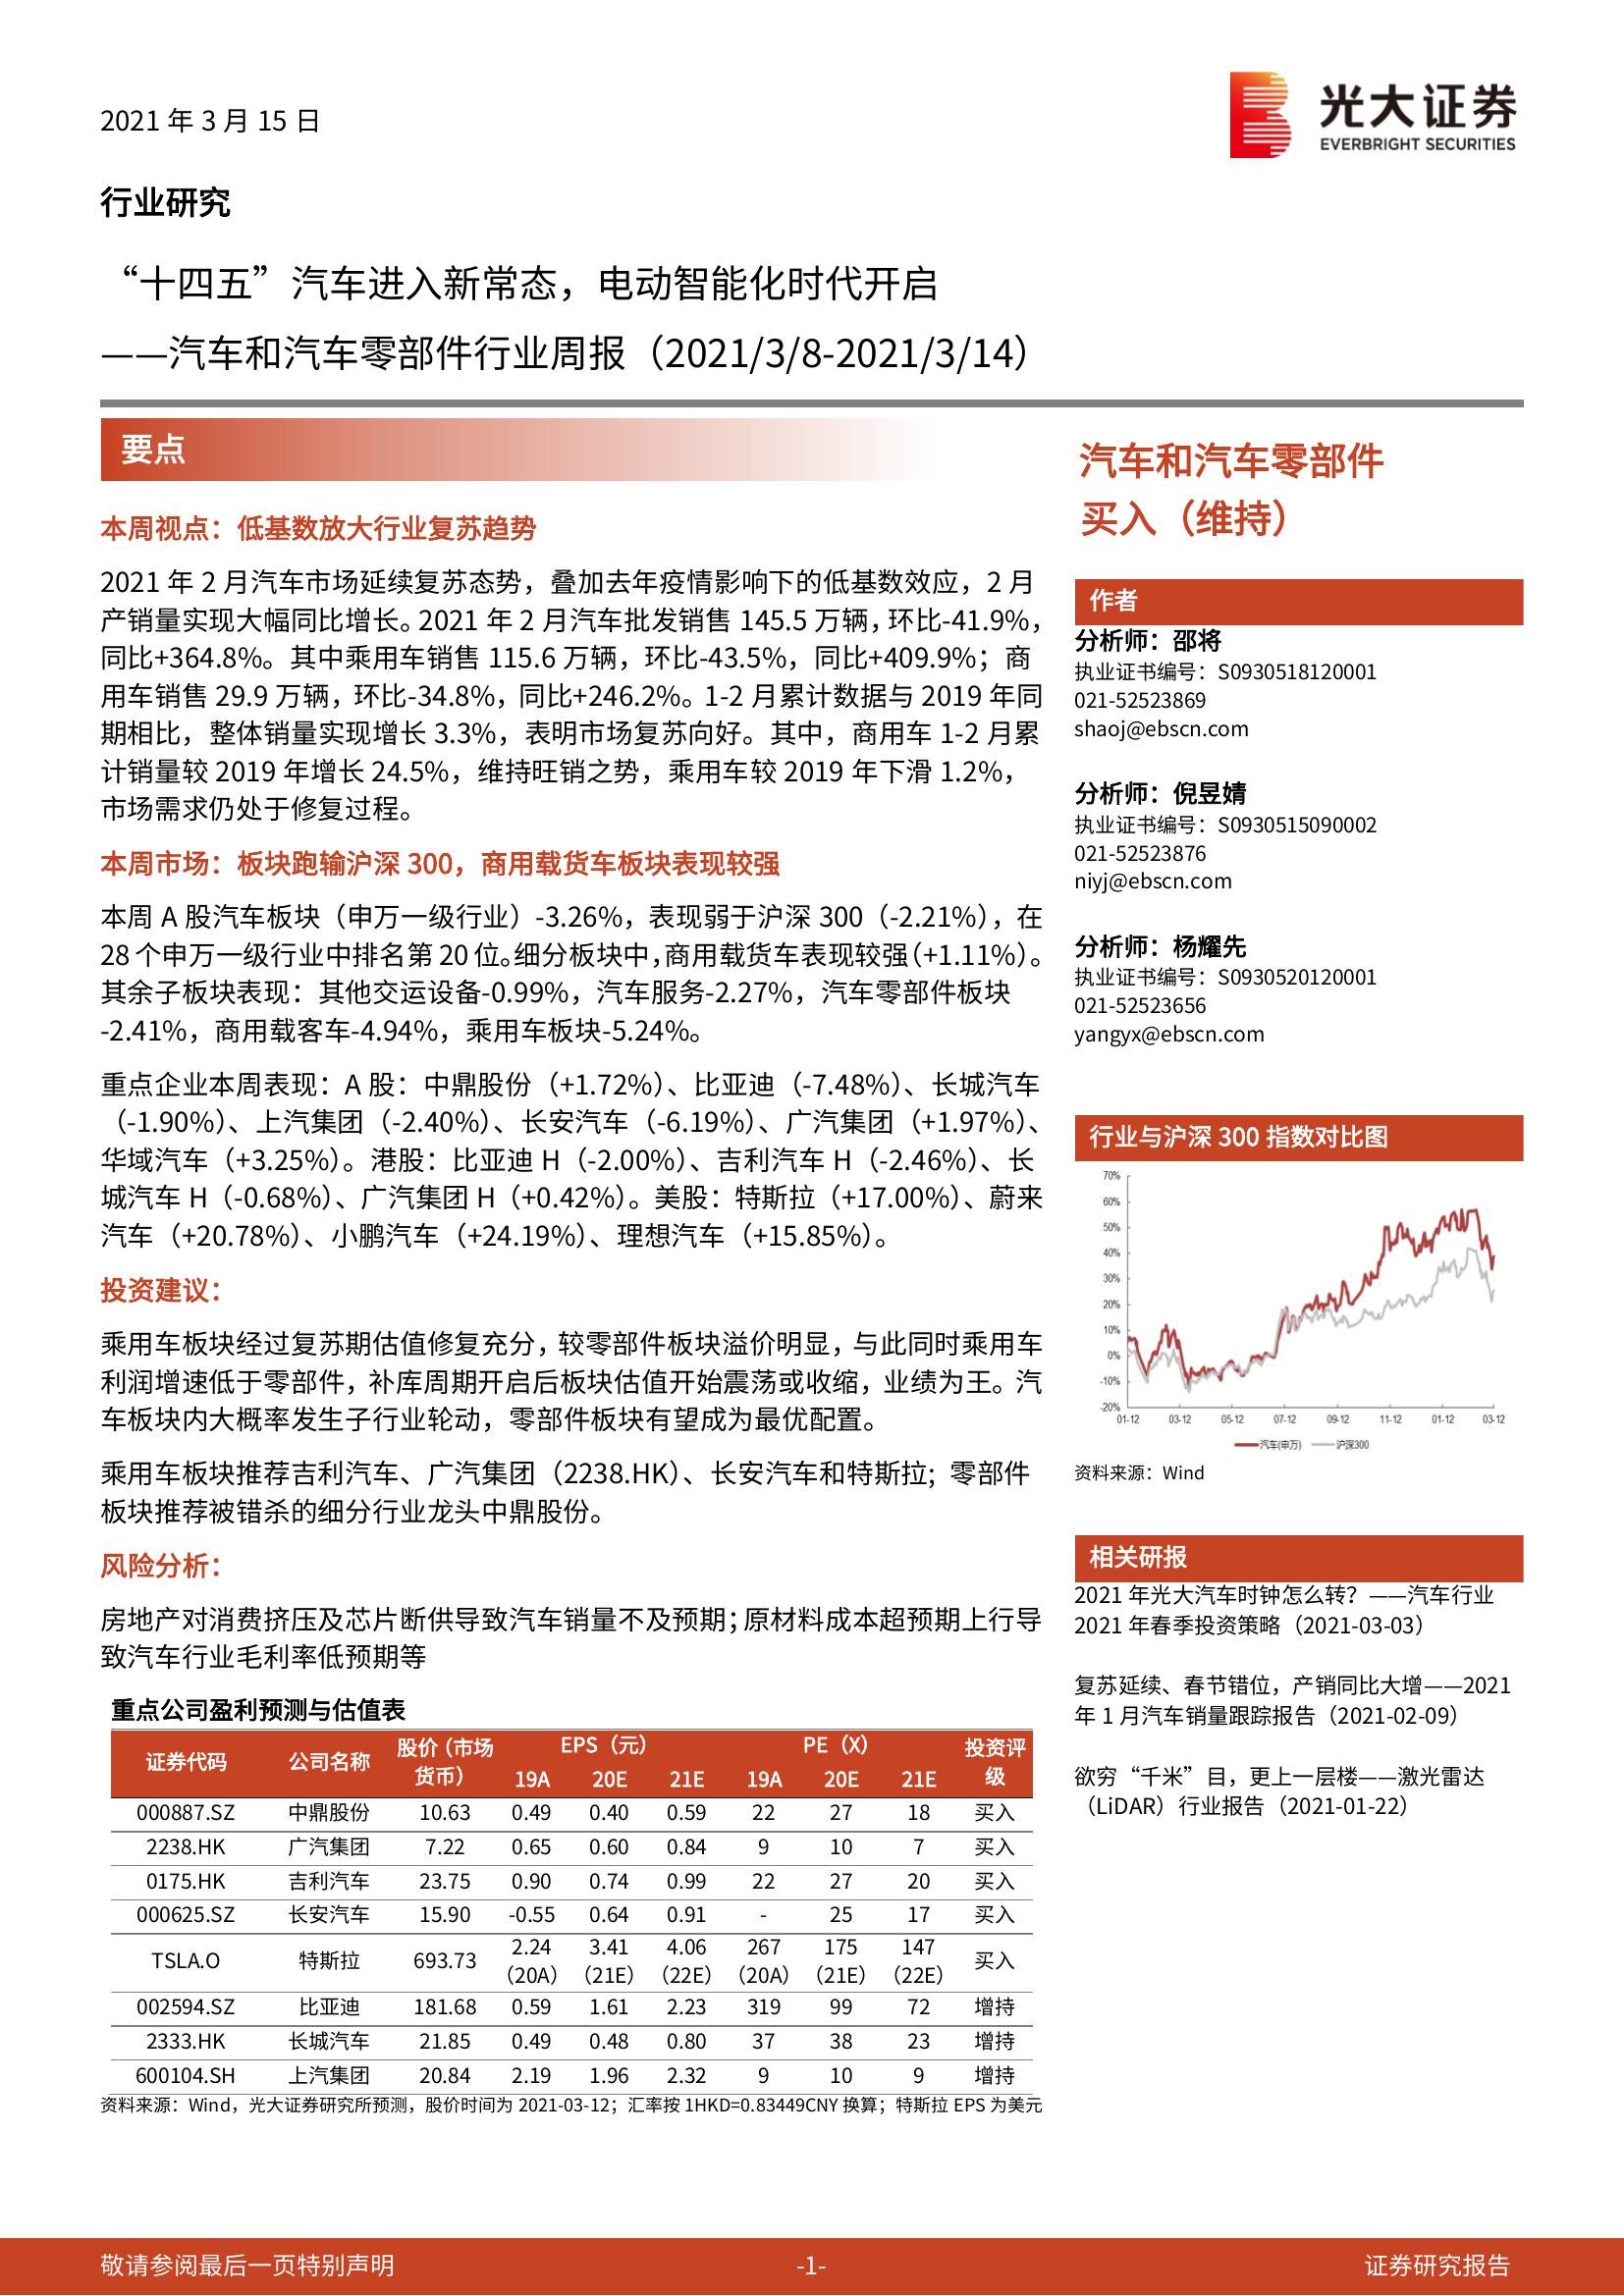 2021 年 3 月 15 日
光大证券
EVERBRIGHT SECURITIES
行业研究
“十四五”汽车进入新常态，电动智能化时代开启
——汽车和汽车零部件行业周报（2021/3/8-2021/3/14）
要点
本周视点：低基数放大行业复苏趋势
2021 年 2 月汽车市场延续复苏态势，叠加去年疫情影响下的低基数效应，2 月
产销量实现大幅同比增长。2021 年 2 月汽车批发销售 145.5 万辆，环比-41.9%，
同比+364.8%。其中乘用车销售 115.6 万辆，环比-43.5%，同比+409.9%；商
用车销售 29.9 万辆，环比-34.8%，同比+246.2%。1-2 月累计数据与 2019 年同
期相比，整体销量实现增长 3.3%，表明市场复苏向好。其中，商用车 1-2 月累
计销量较 2019 年增长 24.5%，维持旺销之势，乘用车较 2019 年下滑 1.2%，
市场需求仍处于修复过程。
本周市场：板块跑输沪深 300，商用载货车板块表现较强
本周 A 股汽车板块（申万一级行业）-3.26%，表现弱于沪深 300（-2.21%），在
28 个申万一级行业中排名第 20 位。细分板块中，商用载货车表现较强（+1.11%）。
其余子板块表现：其他交运设备-0.99%，汽车服务-2.27%，汽车零部件板块
-2.41%，商用载客车-4.94%，乘用车板块-5.24%。
重点企业本周表现：A 股：中鼎股份（+1.72%）、比亚迪（-7.48%）、长城汽车
（-1.90%）、上汽集团（-2.40%）、长安汽车（-6.19%）、广汽集团（+1.97%）、
华域汽车（+3.25%）。港股：比亚迪 H（-2.00%）、吉利汽车 H（-2.46%）、长
城汽车 H（-0.68%）、广汽集团 H（+0.42%）。美股：特斯拉（+17.00%）、蔚来
汽车（+20.78%）、小鹏汽车（+24.19%）、理想汽车（+15.85%）。
投资建议：
乘用车板块经过复苏期估值修复充分，较零部件板块溢价明显，与此同时乘用车
利润增速低于零部件，补库周期开启后板块估值开始震荡或收缩，业绩为王。汽
车板块内大概率发生子行业轮动，零部件板块有望成为最优配置。
乘用车板块推荐吉利汽车、广汽集团（2238.HK）、长安汽车和特斯拉；零部件
板块推荐被错杀的细分行业龙头中鼎股份。
风险分析：
房地产对消费挤压及芯片断供导致汽车销量不及预期；原材料成本超预期上行导
致汽车行业毛利率低预期等
重点公司盈利预测与估值表
证券代码 公司名称 股价（市场货币） EPS（元） PE（X） 投资评级
19A 20E 21E 19A 20E 21E
000887.SZ 中鼎股份 10.63 0.49 0.40 0.59 22 27 18 买入
2238.HK 广汽集团 7.22 0.65 0.60 0.84 9 10 7 买入
0175.HK 吉利汽车 23.75 0.90 0.74 0.99 22 27 20 买入
000625.SZ 长安汽车 15.90 -0.55 0.64 0.91 - 25 17 买入
TSLA.O 特斯拉 693.73 2.24（20A） 3.41（21E） 4.06（22E） 267（20A） 175（21E） 147（22E） 买入
002594.SZ 比亚迪 181.68 0.59 1.61 2.23 319 99 72 增持
2333.HK 长城汽车 21.85 0.49 0.48 0.80 37 38 23 增持
600104.SH 上汽集团 20.84 2.19 1.96 2.32 9 10 9 增持
资料来源：Wind，光大证券研究所预测，股价时间为 2021-03-12；汇率按 1HKD=0.83449CNY 换算；特斯拉 EPS 为美元
汽车和汽车零部件
买入（维持）
作者
分析师：邵将
执业证书编号：S0930518120001
021-52523869
shaoj@ebscn.com
分析师：倪昱婧
执业证书编号：S0930515090002
021-52523876
niyj@ebscn.com
分析师：杨耀先
执业证书编号：S0930520120001
021-52523656
yangyx@ebscn.com
行业与沪深 300 指数对比图
70%
60%
50%
40%
30%
20%
10%
0%
-10%
-20%
01-12 03-12 05-12 07-12 09-12 11-12 01-12 03-12
汽车(申万) 沪深300
资料来源：Wind
相关研报
2021 年光大汽车时钟怎么转？——汽车行业
2021 年春季投资策略（2021-03-03）
复苏延续、春节错位，产销同比大增——2021
年 1 月汽车销量跟踪报告（2021-02-09）
欲穷“千米”目，更上一层楼——激光雷达
（LiDAR）行业报告（2021-01-22）
敬请参阅最后一页特别声明
-1-
证券研究报告